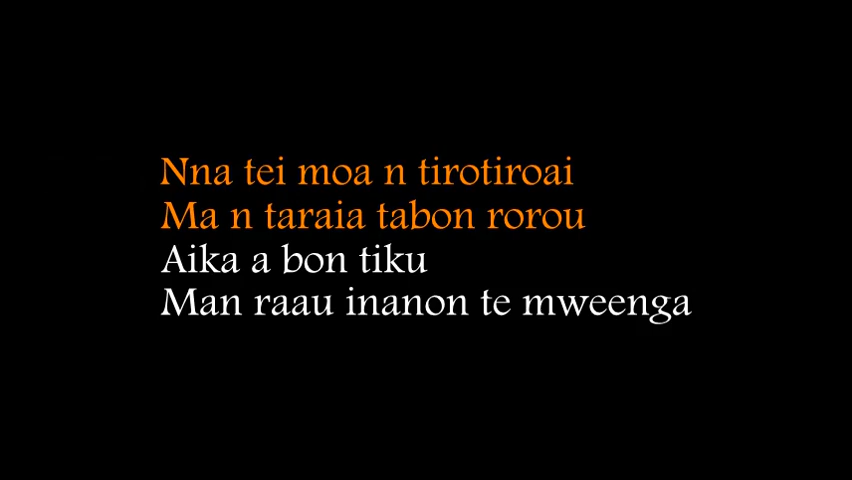 Nna tei moa n tirotiroai
Ma n taraia tabon rorou
Aika a bon tiku
Man raau inanon te mweenga